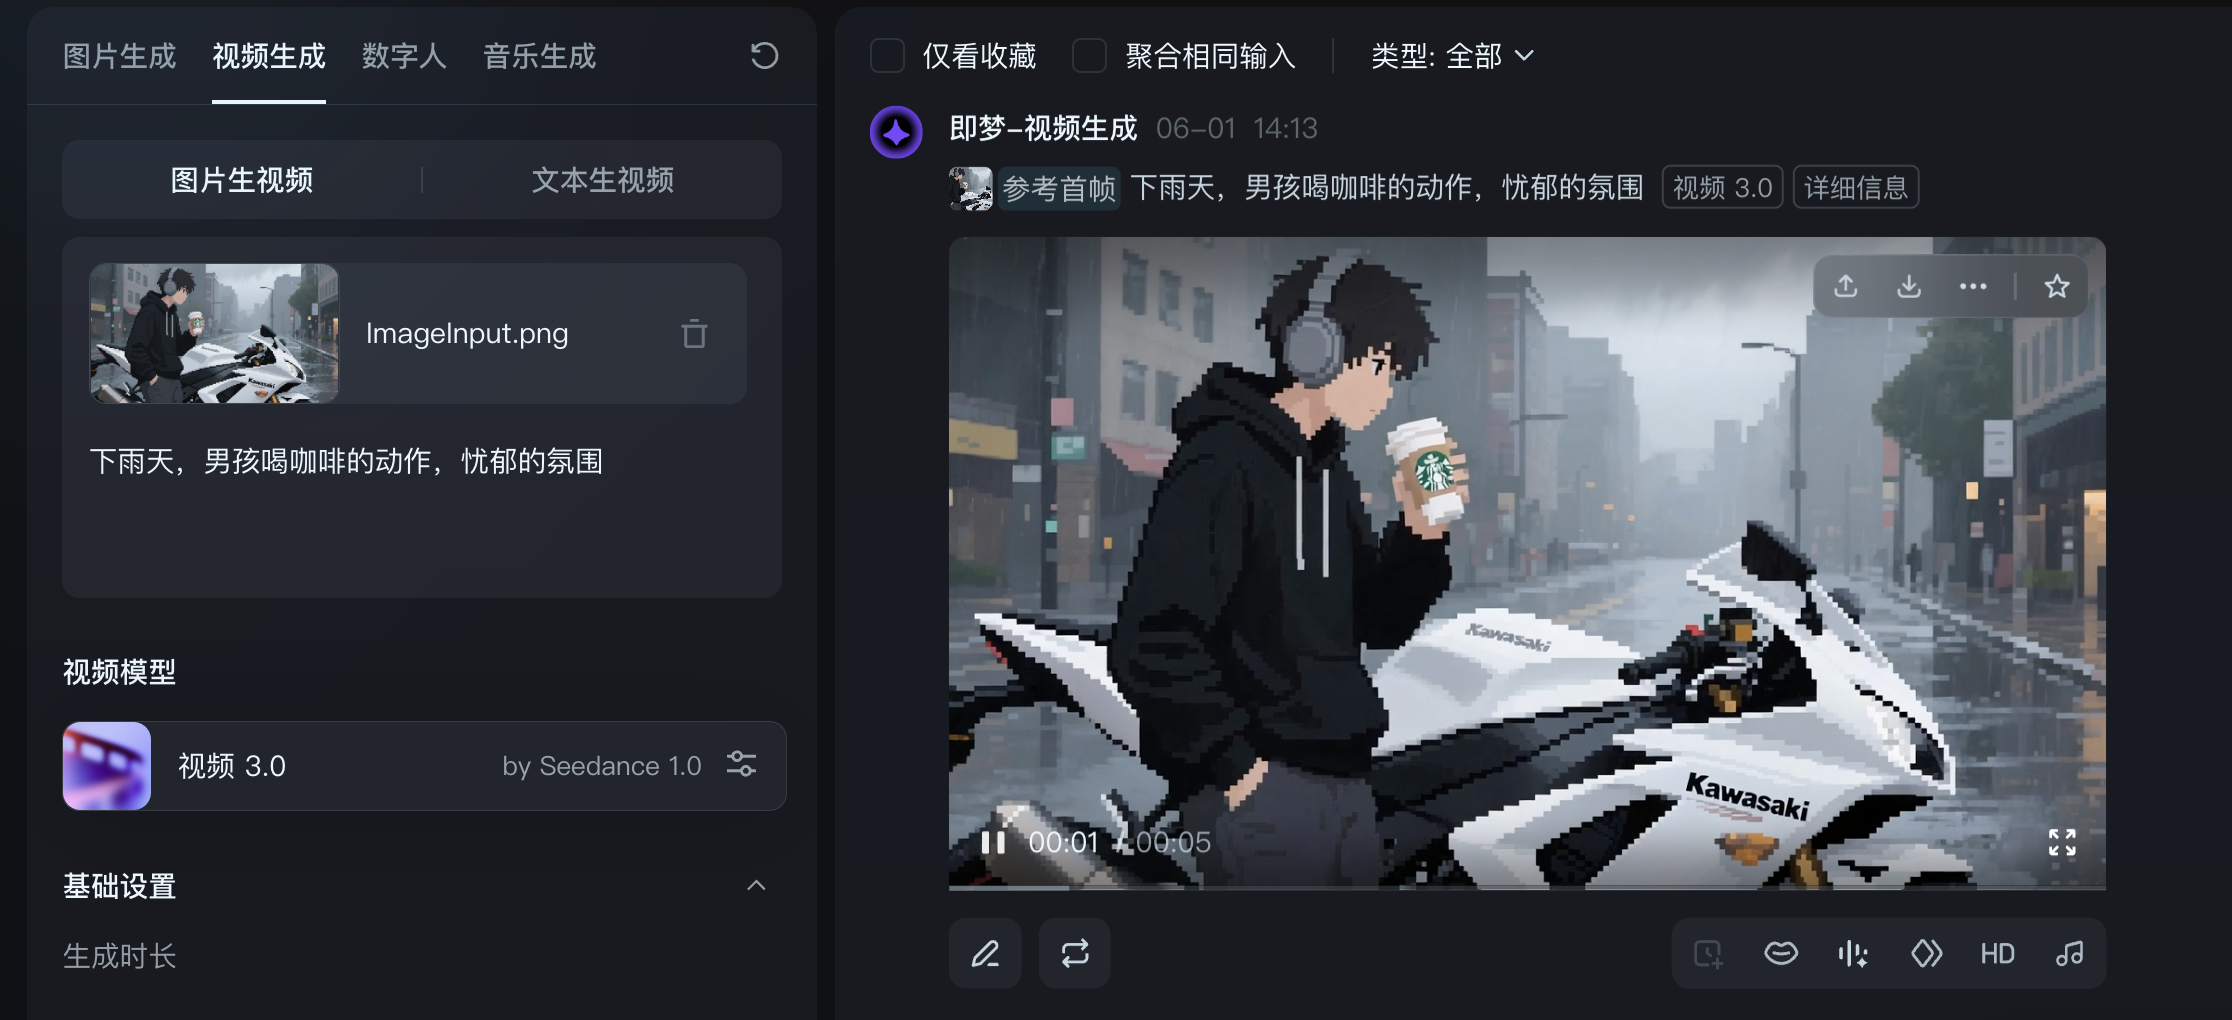 图片生成 视频生成 数字人 音乐生成
图片生视频 文本生视频
ImageInput.png
下雨天，男孩喝咖啡的动作，忧郁的氛围
视频模型
视频 3.0 by Seedance 1.0
基础设置
生成时长
仅看收藏 聚合相同输入 类型: 全部
即梦-视频生成 06-01 14:13
参考首帧 下雨天，男孩喝咖啡的动作，忧郁的氛围 视频 3.0 详细信息
Kawasaki
Kawasaki
00:01 / 00:05
HD